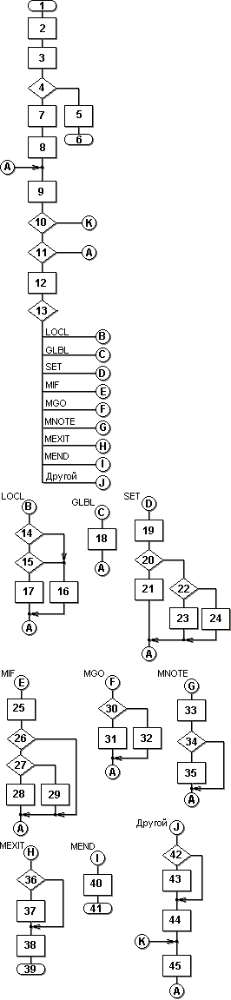 1
2
3
4
7 5
8 6
A
9
10 K
11 A
12
13
LOCL B
GLBL C
SET D
MIF E
MGO F
MNOTE G
MEXIT H
MEND I
Другой J
LOCL GLBL SET
B C D
14 18 19
15 20
17 16 21 22
23 24
A A A
MIF MGO MNOTE
E F G
25 30 33
26 31 32 34
27 35
28 29
A A A
MEXIT MEND Другой
H I J
36 40 42
37 41 43
38 44
39 K
45
A